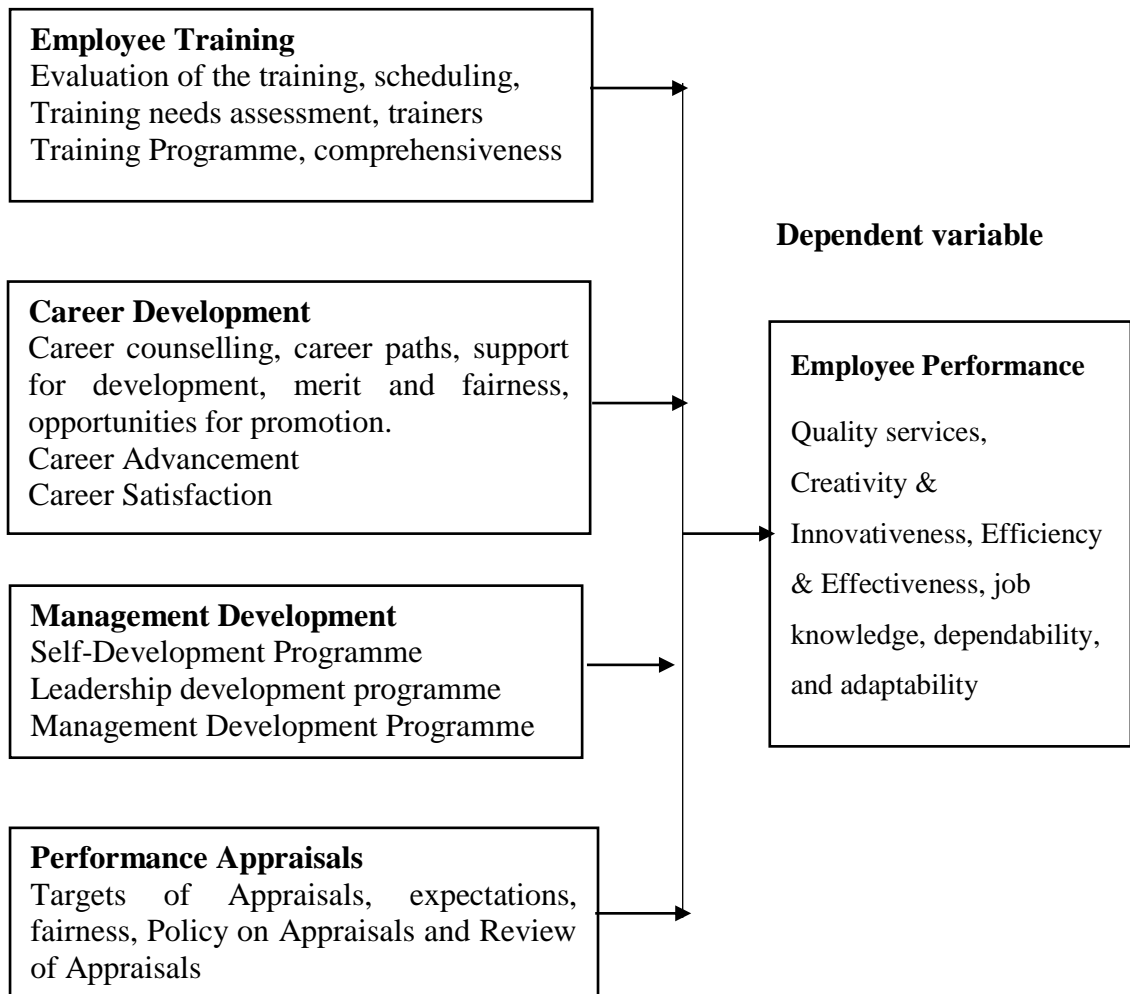 Employee Training
Evaluation of the training, scheduling,
Training needs assessment, trainers
Training Programme, comprehensiveness
Dependent variable
Career Development
Career counselling, career paths, support
for development, merit and fairness,
opportunities for promotion.
Career Advancement
Career Satisfaction
Employee Performance
Quality services,
Creativity &
Innovativeness, Efficiency
& Effectiveness, job
knowledge, dependability,
and adaptability
Management Development
Self-Development Programme
Leadership development programme
Management Development Programme
Performance Appraisals
Targets of Appraisals, expectations,
fairness, Policy on Appraisals and Review
of Appraisals